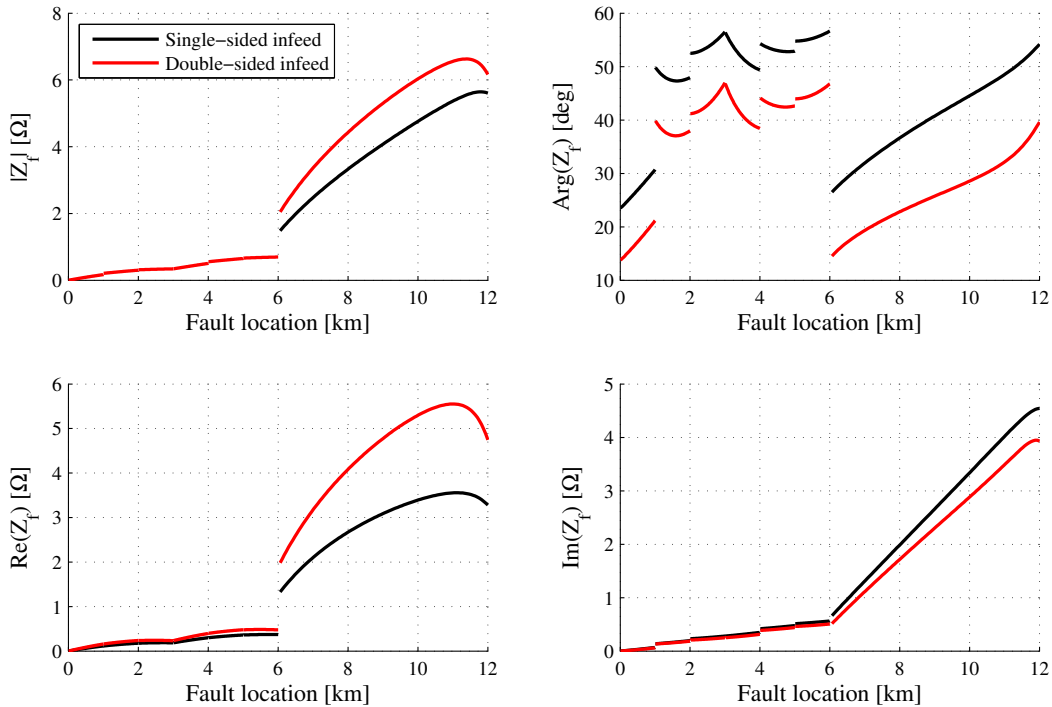 Single-sided infeed
Double-sided infeed
|Z_f| [Ω]
8
6
4
2
0
0 2 4 6 8 10 12
Fault location [km]
Arg(Z_f) [deg]
60
50
40
30
20
10
0 2 4 6 8 10 12
Fault location [km]
Re(Z_f) [Ω]
6
5
4
3
2
1
0
0 2 4 6 8 10 12
Fault location [km]
Im(Z_f) [Ω]
5
4
3
2
1
0
0 2 4 6 8 10 12
Fault location [km]